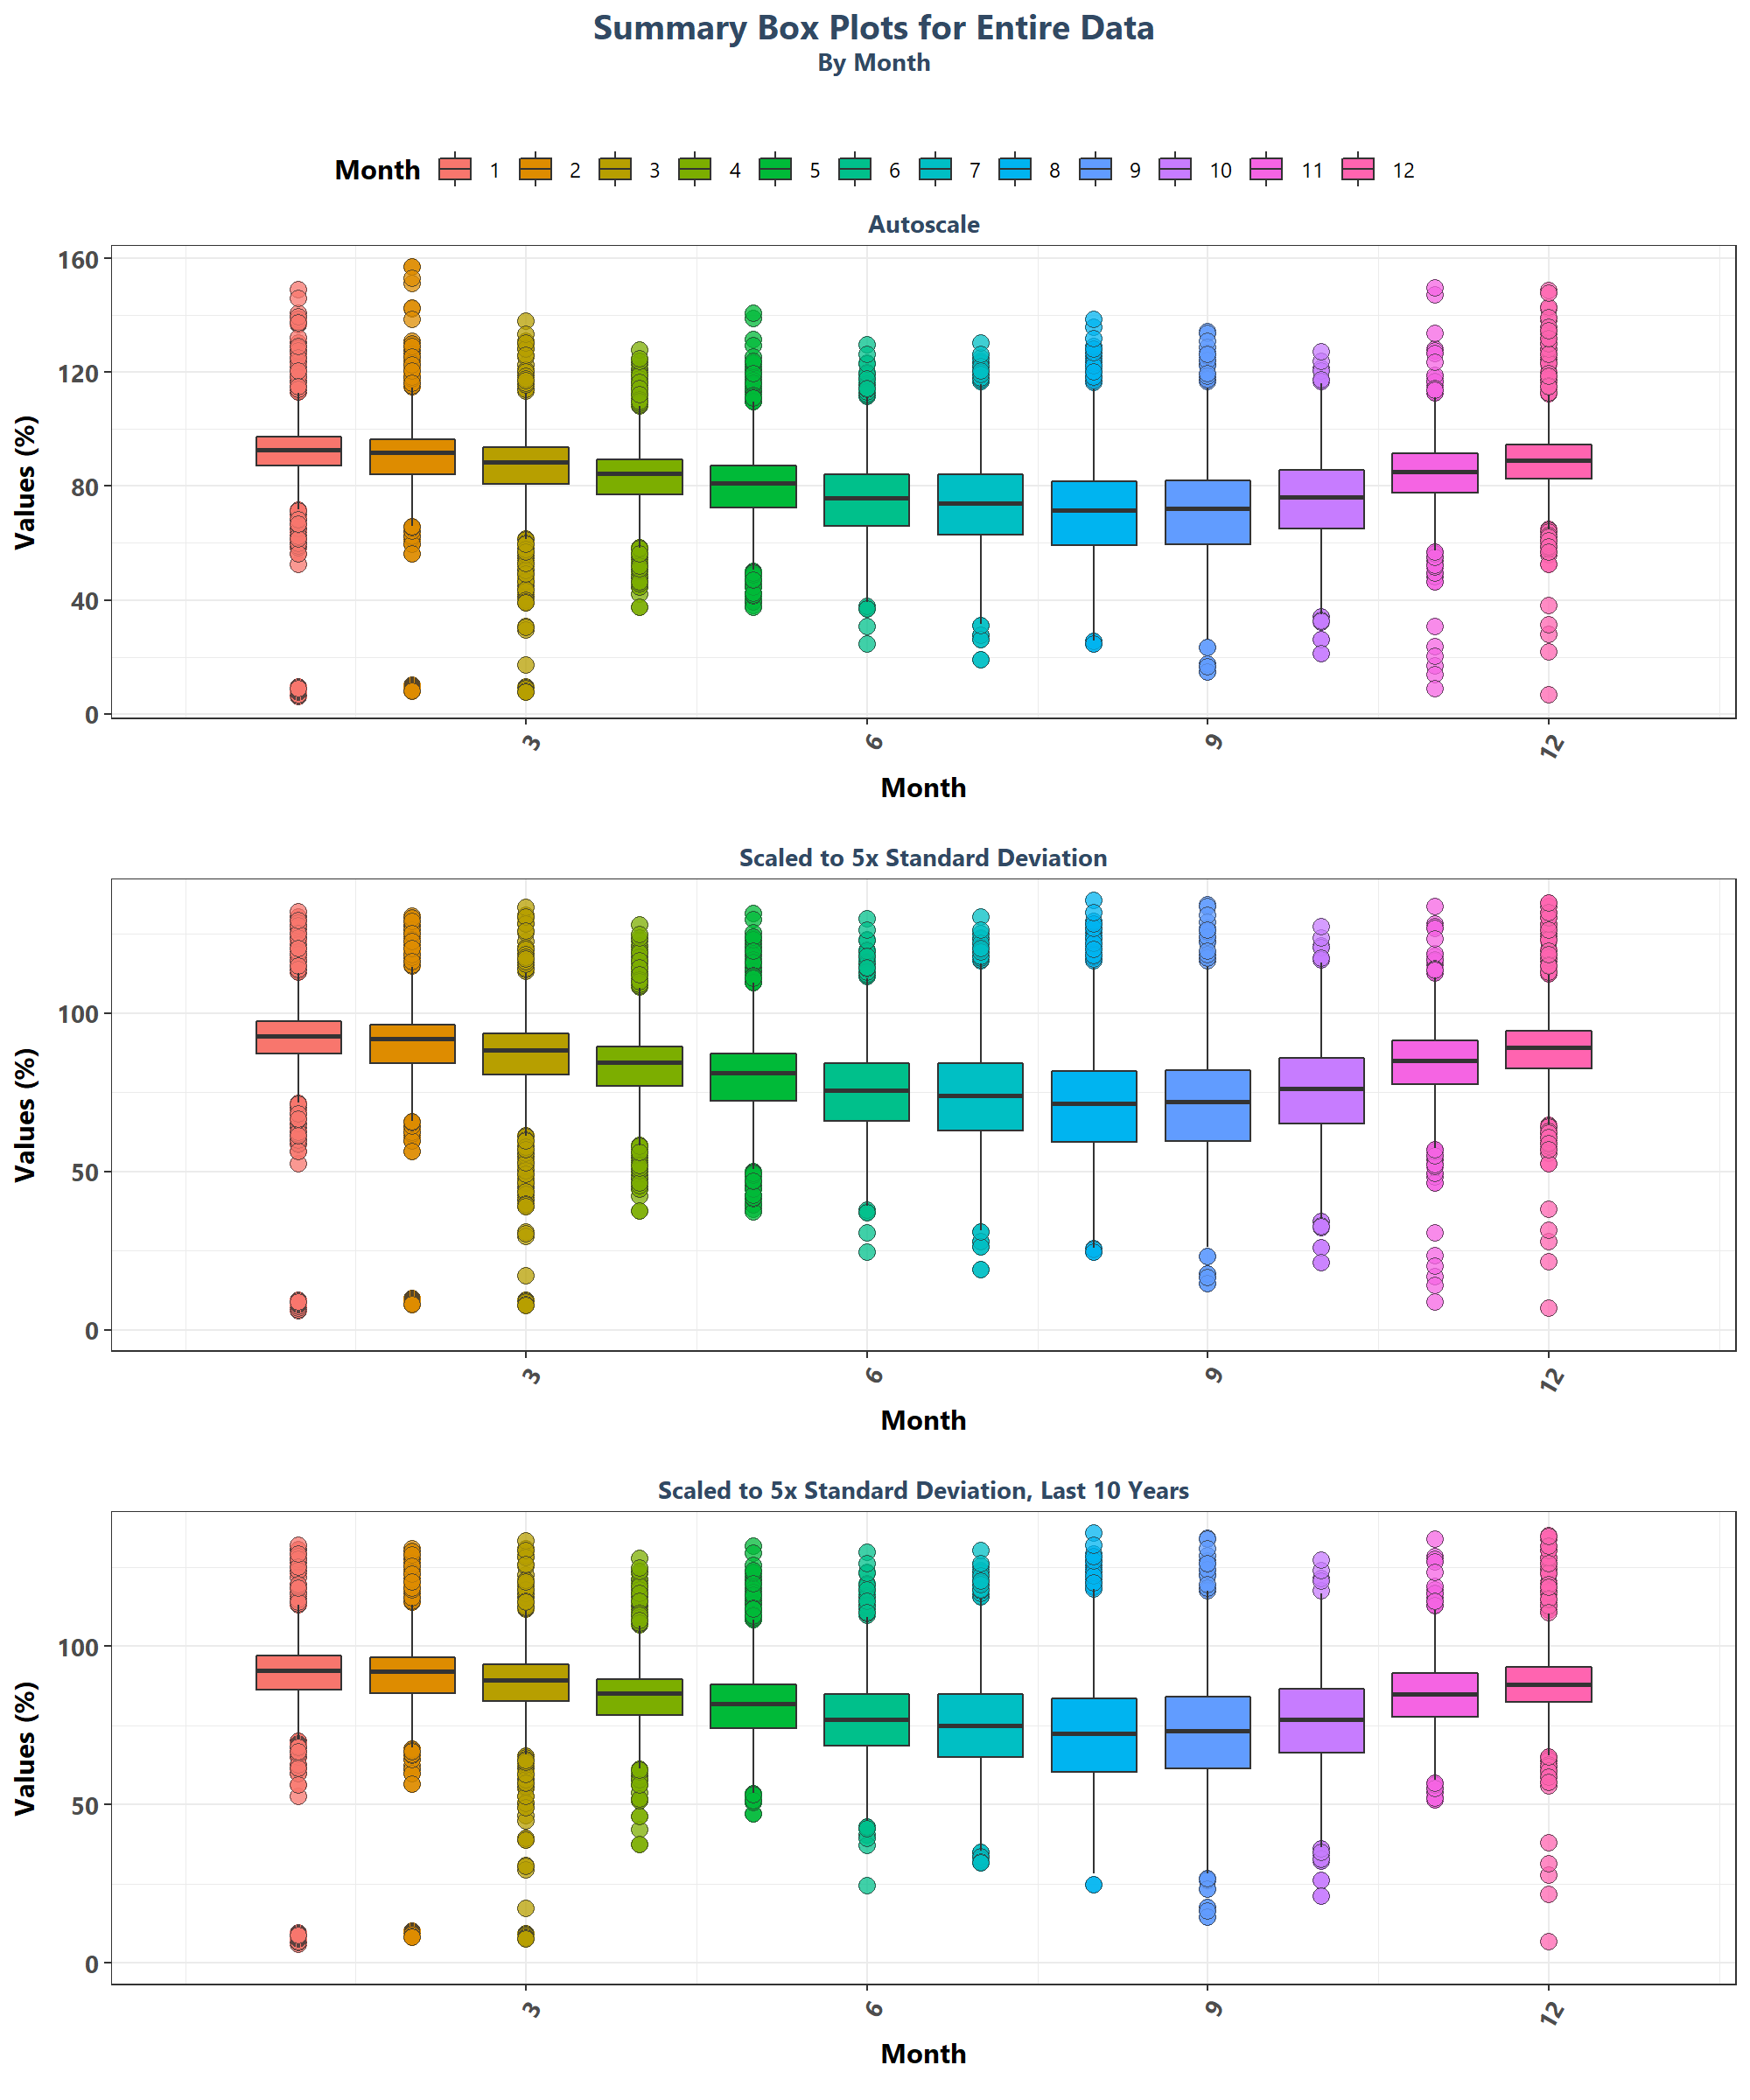 Summary Box Plots for Entire Data
By Month
Month 1 2 3 4 5 6 7 8 9 10 11 12
Autoscale
Values (%)
160
120
80
40
0
3 6 9 12
Month
Scaled to 5x Standard Deviation
Values (%)
100
50
0
3 6 9 12
Month
Scaled to 5x Standard Deviation, Last 10 Years
Values (%)
100
50
0
3 6 9 12
Month